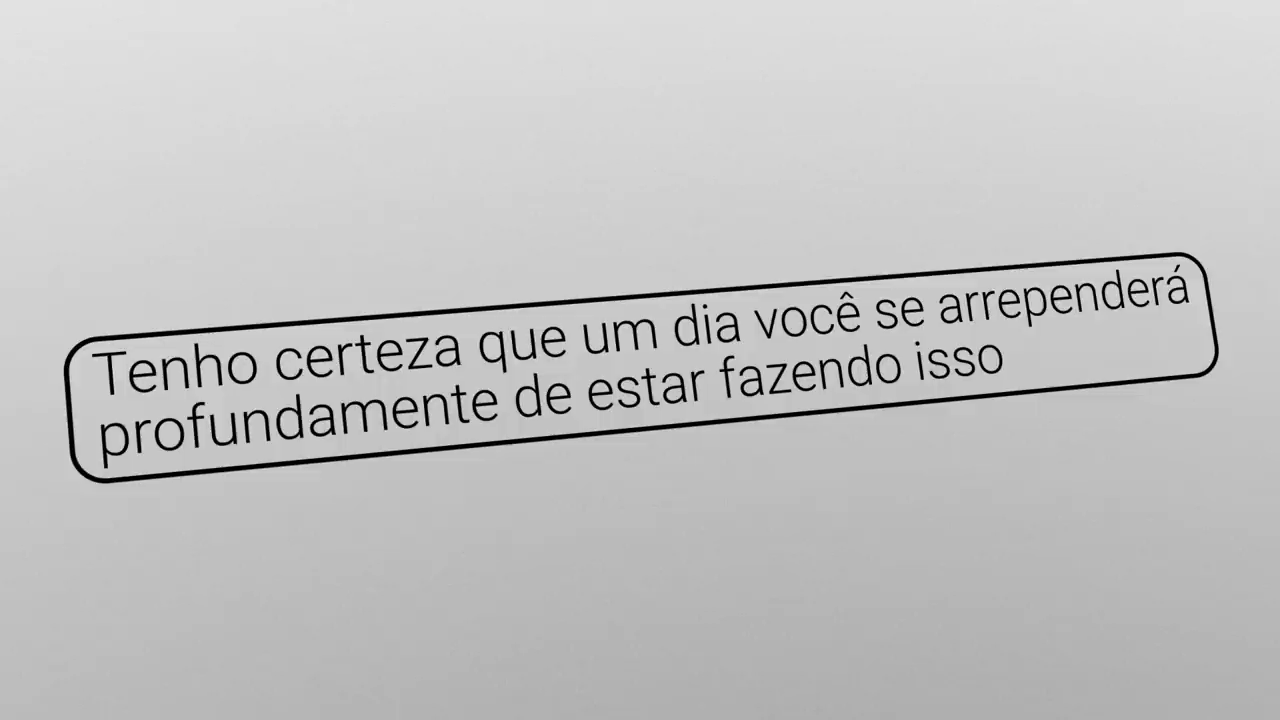 Tenho certeza que um dia você se arrependerá
profundamente de estar fazendo isso